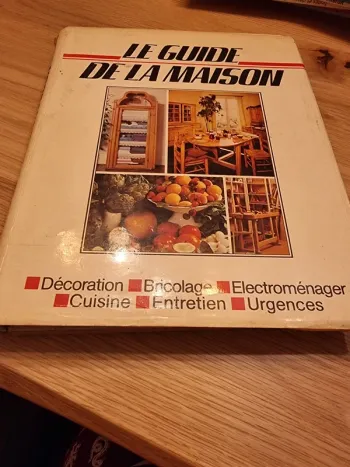 LE GUIDE
DE LA MAISON
Décoration Bricolage Electroménager
Cuisine Entretien Urgences